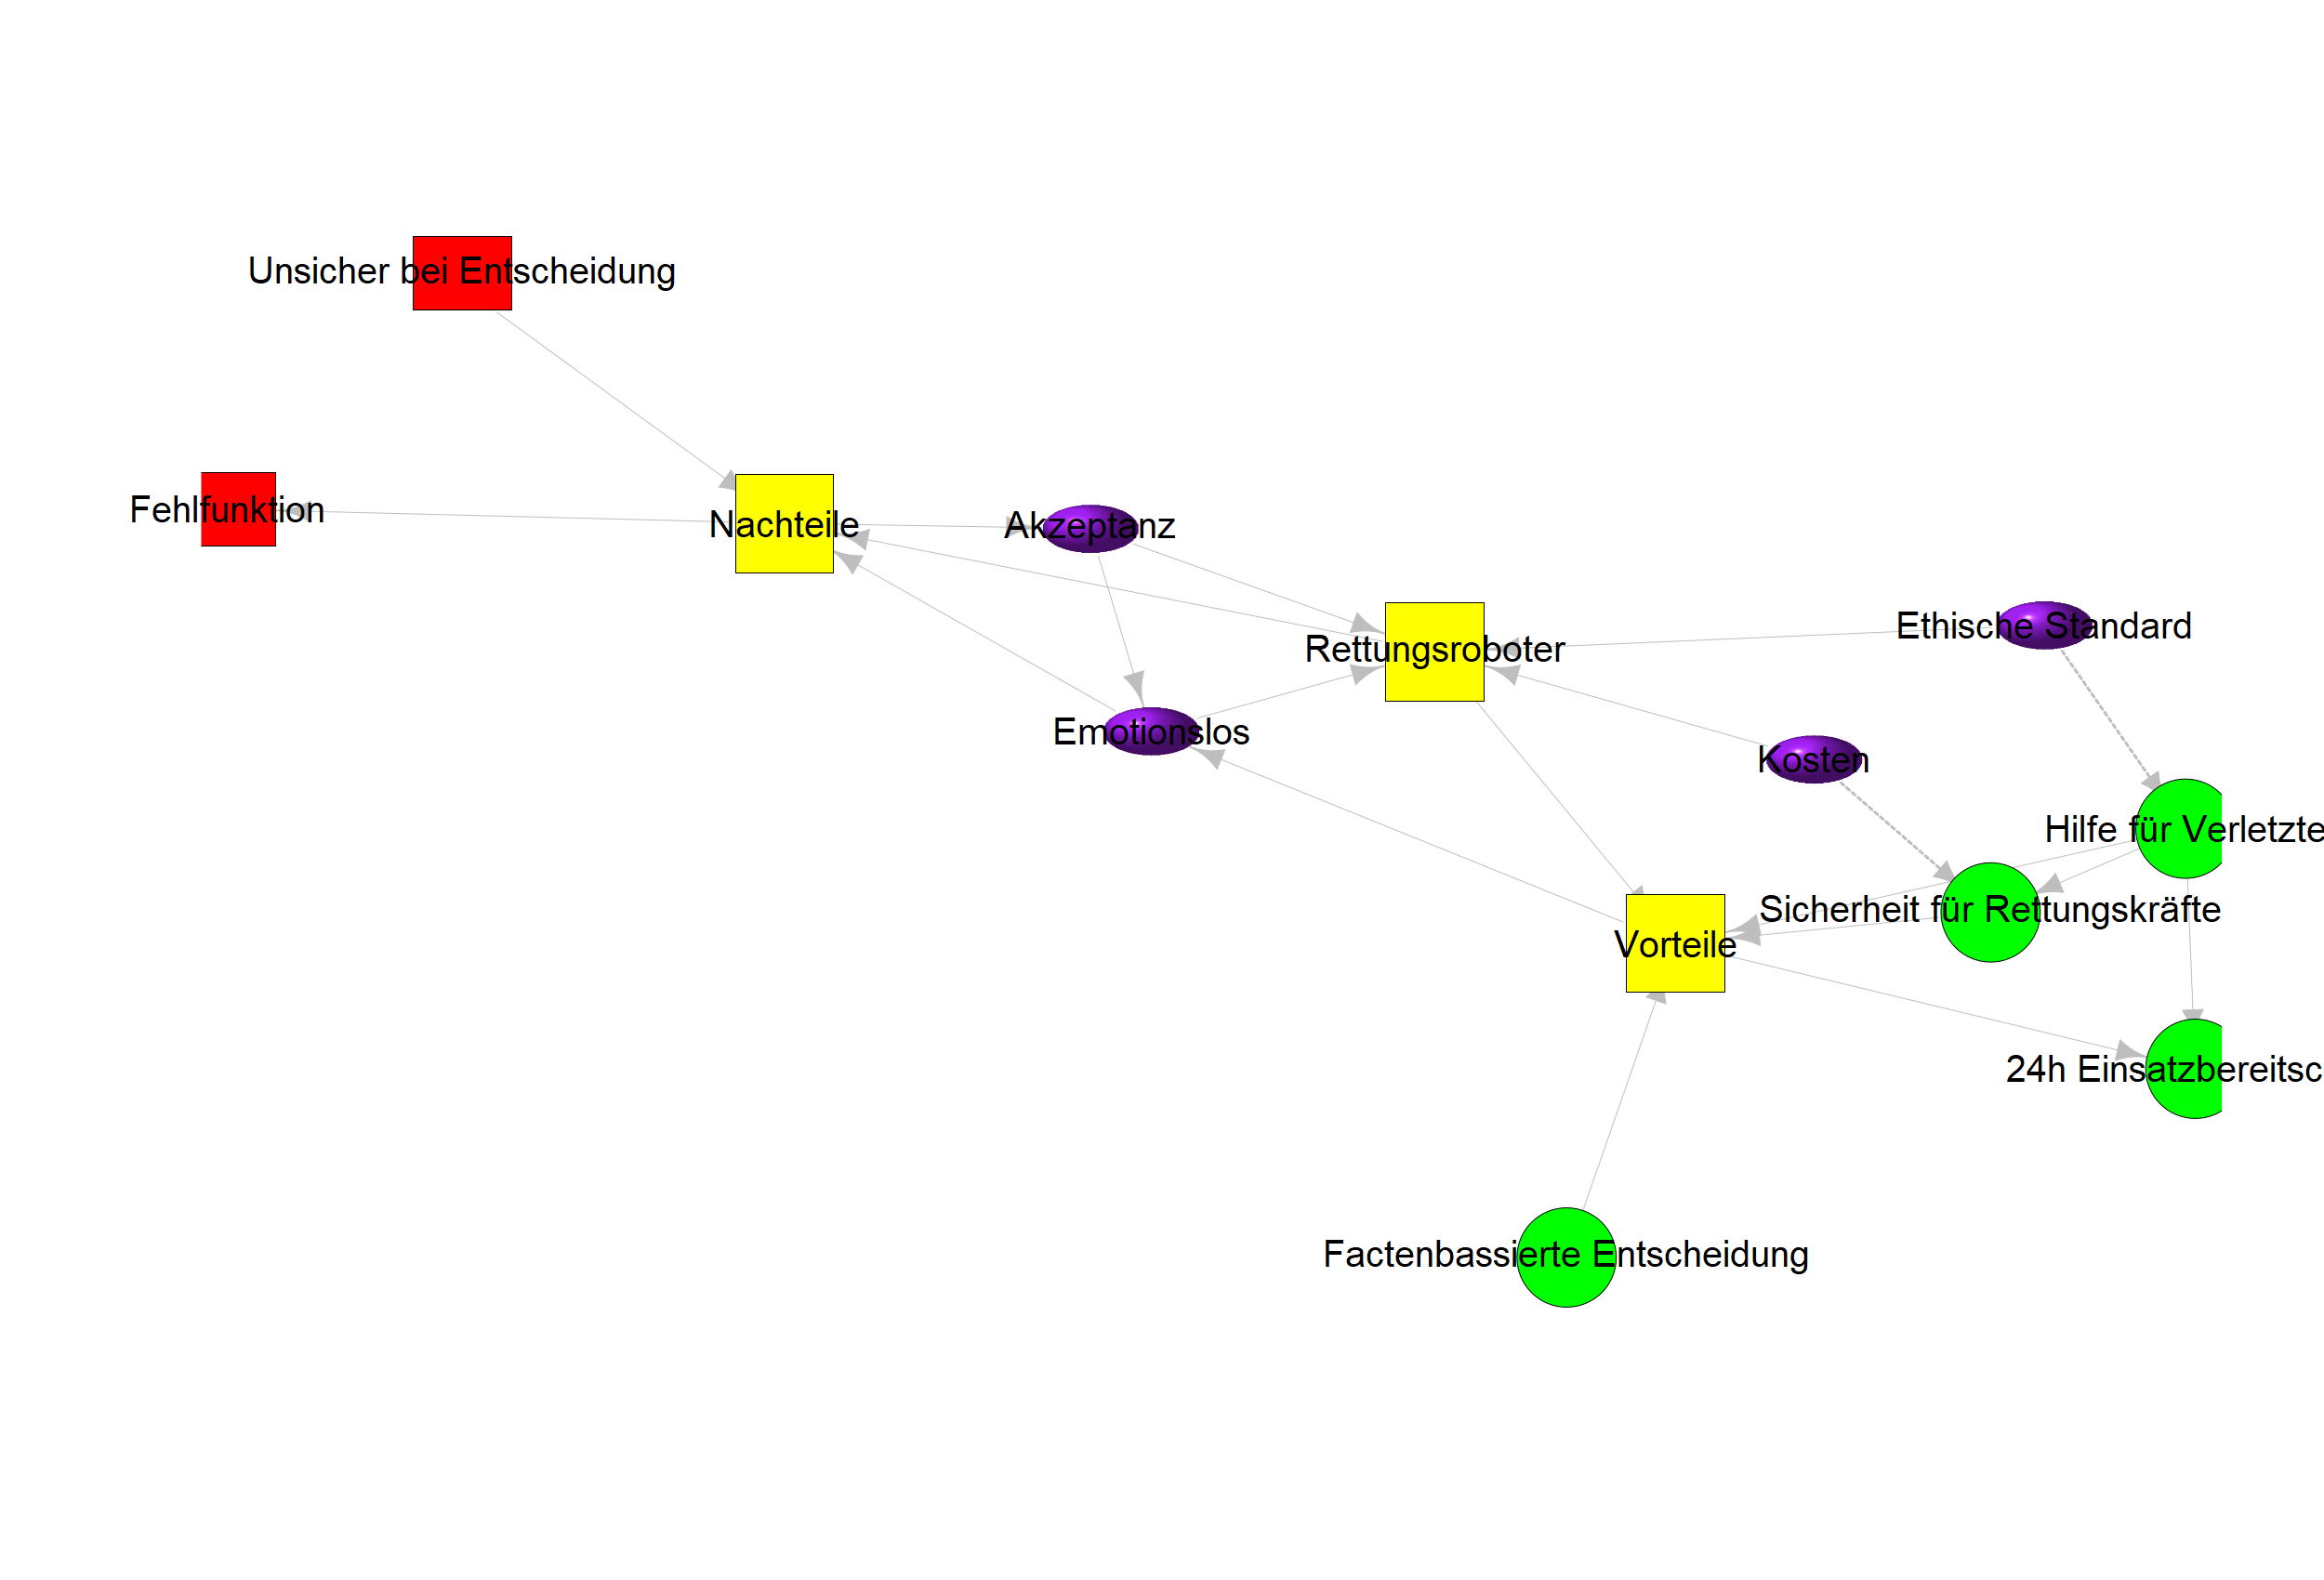 Unsicher bei Entscheidung
Fehlfunktion
Nachteile
Akzeptanz
Rettungsroboter
Ethische Standard
Emotionslos
Kosten
Hilfe für Verletzte
Sicherheit für Rettungskräfte
Vorteile
24h Einsatzbereitsc
Factenbassierte Entscheidung